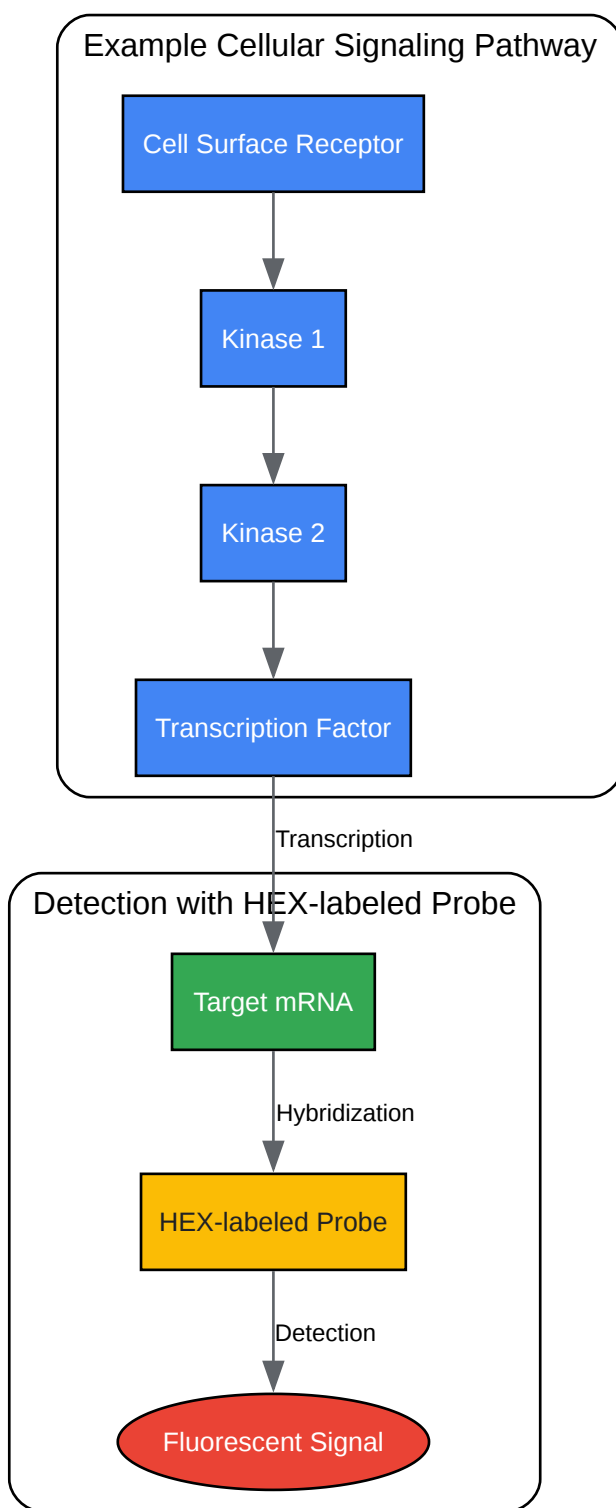 Example Cellular Signaling Pathway
Cell Surface Receptor
Kinase 1
Kinase 2
Transcription Factor
Transcription
Detection with HEX-labeled Probe
Target mRNA
Hybridization
HEX-labeled Probe
Detection
Fluorescent Signal